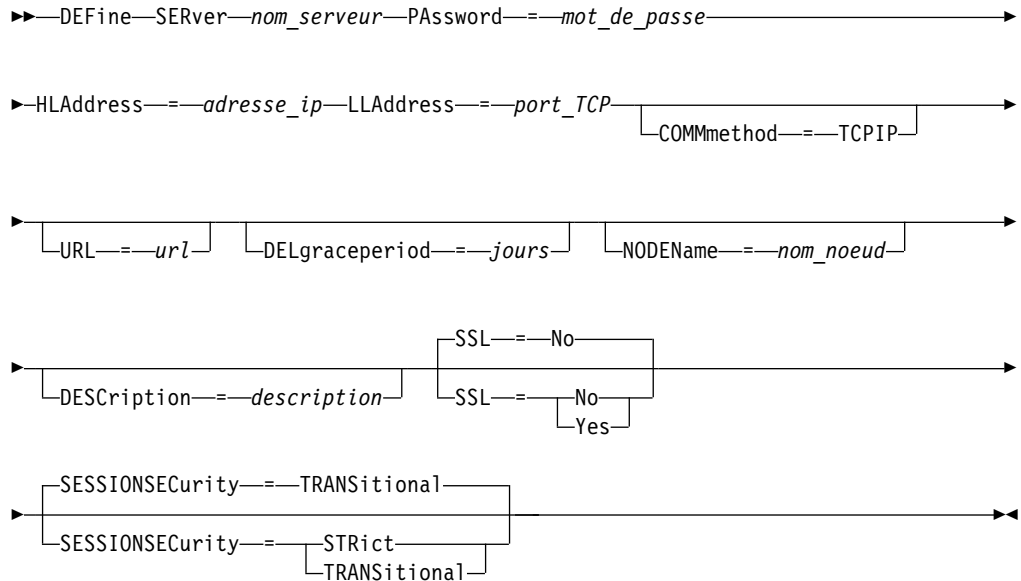 DEFine SERver nom_serveur PAssword = mot_de_passe
HLAddress = adresse_ip LLAddress = port_TCP
COMMmethod = TCPIP
URL = url DELgraceperiod = jours NODEName = nom_noeud
SSL = No
DESCription = description SSL = No
Yes
SESSIONSECurity = TRANSitional
SESSIONSECurity = STRict
TRANSitional